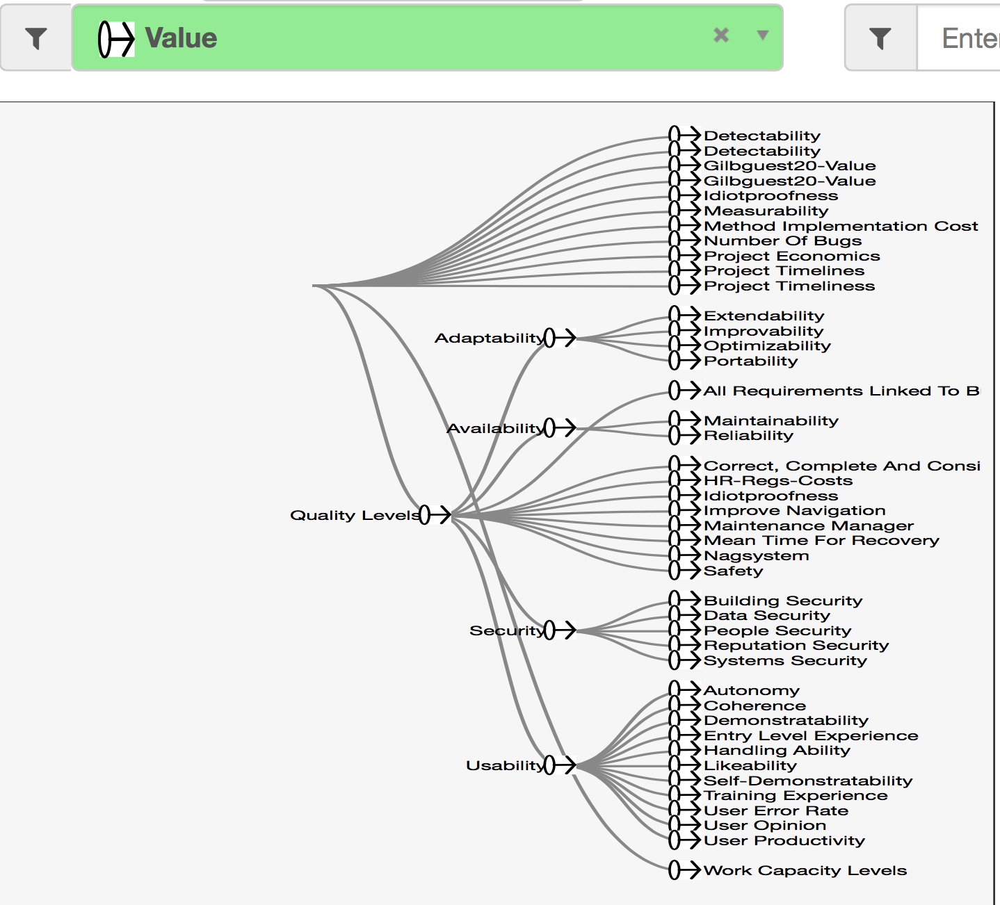 Value
Enter
Detectability
Detectability
Gilbguest20-Value
Gilbguest20-Value
Idiotproofness
Measurability
Method Implementation Cost
Number Of Bugs
Project Economics
Project Timelines
Project Timeliness
Extendability
Improvability
Adaptability
Optimizability
Portability
All Requirements Linked To B
Maintainability
Availability
Reliability
Correct, Complete And Consi
HR-Regs-Costs
Idiotproofness
Improve Navigation
Quality Levels
Maintenance Manager
Mean Time For Recovery
Nagsystem
Safety
Building Security
Data Security
Security
People Security
Reputation Security
Systems Security
Autonomy
Coherence
Demonstratability
Entry Level Experience
Handling Ability
Usability
Likeability
Self-Demonstratability
Training Experience
User Error Rate
User Opinion
User Productivity
Work Capacity Levels